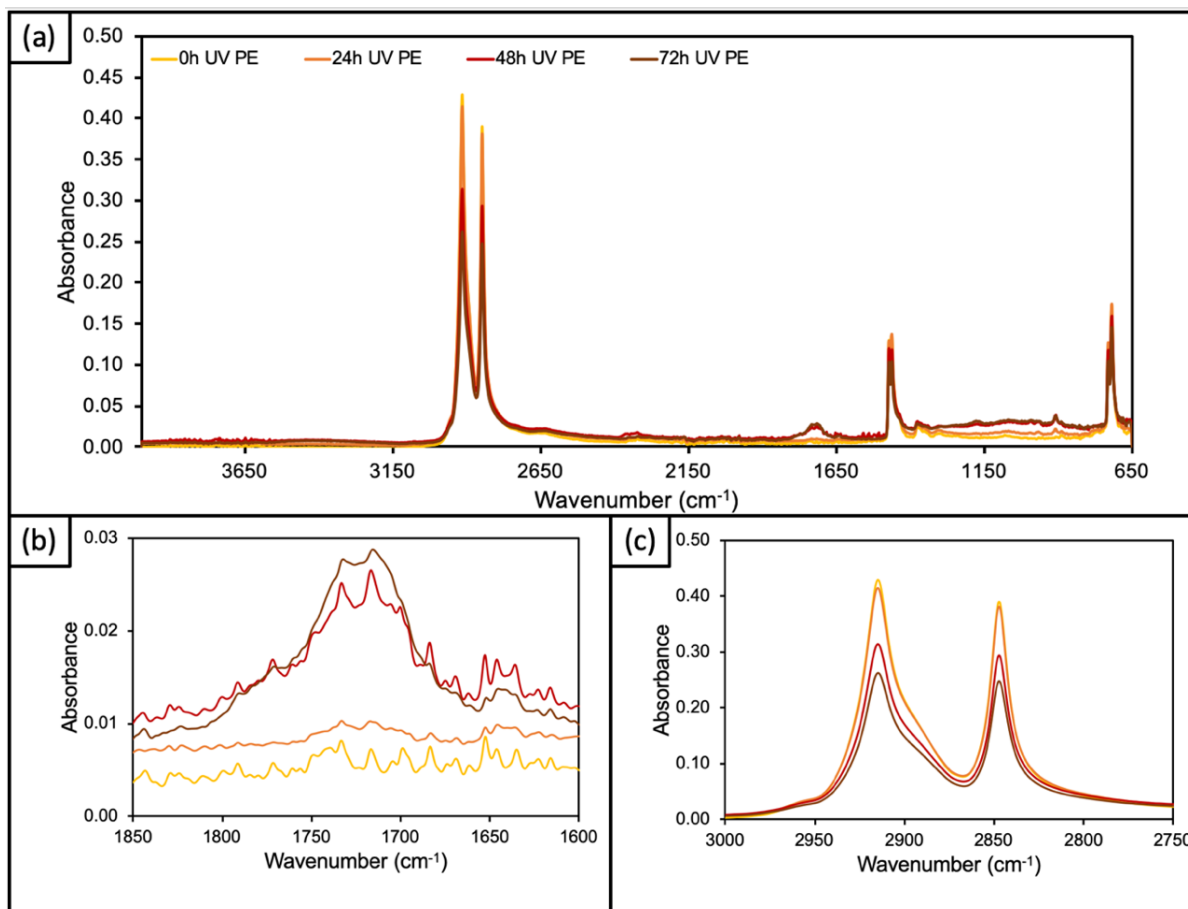 (a)
0.50
0h UV PE 24h UV PE 48h UV PE 72h UV PE
0.45
0.40
0.35
0.30
0.25
0.20
0.15
0.10
0.05
0.00
Absorbance
3650 3150 2650 2150 1650 1150 650
Wavenumber (cm⁻¹)
(b)
0.03
0.02
0.01
0.00
Absorbance
1850 1800 1750 1700 1650 1600
Wavenumber (cm⁻¹)
(c)
0.50
0.40
0.30
0.20
0.10
0.00
Absorbance
3000 2950 2900 2850 2800 2750
Wavenumber (cm⁻¹)